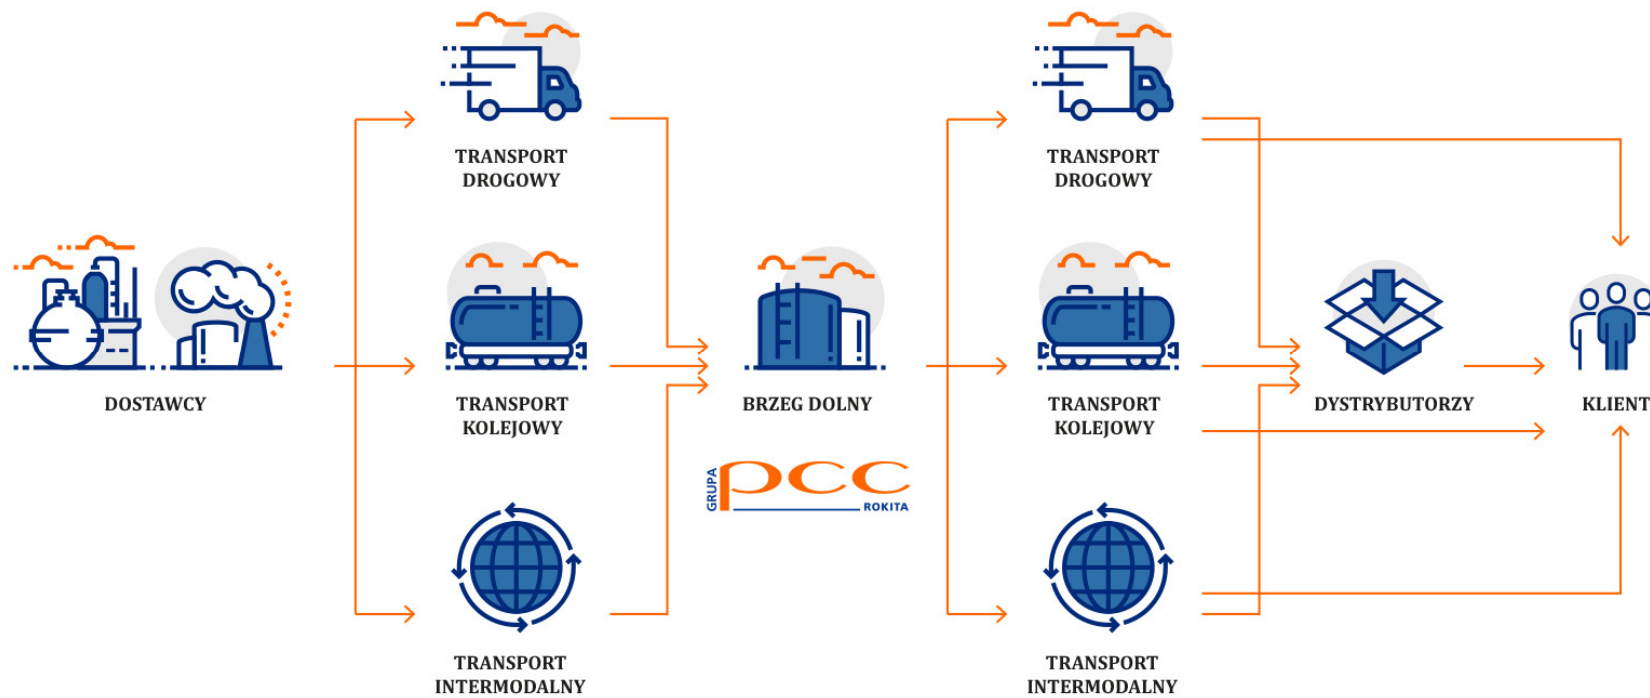 TRANSPORT
DROGOWY
TRANSPORT
DROGOWY
DOSTAWCY
TRANSPORT
KOLEJOWY
BRZEG DOLNY
TRANSPORT
KOLEJOWY
DYSTRYBUTORZY
KLIENT
GRUPA
pcc
ROKITA
TRANSPORT
INTERMODALNY
TRANSPORT
INTERMODALNY